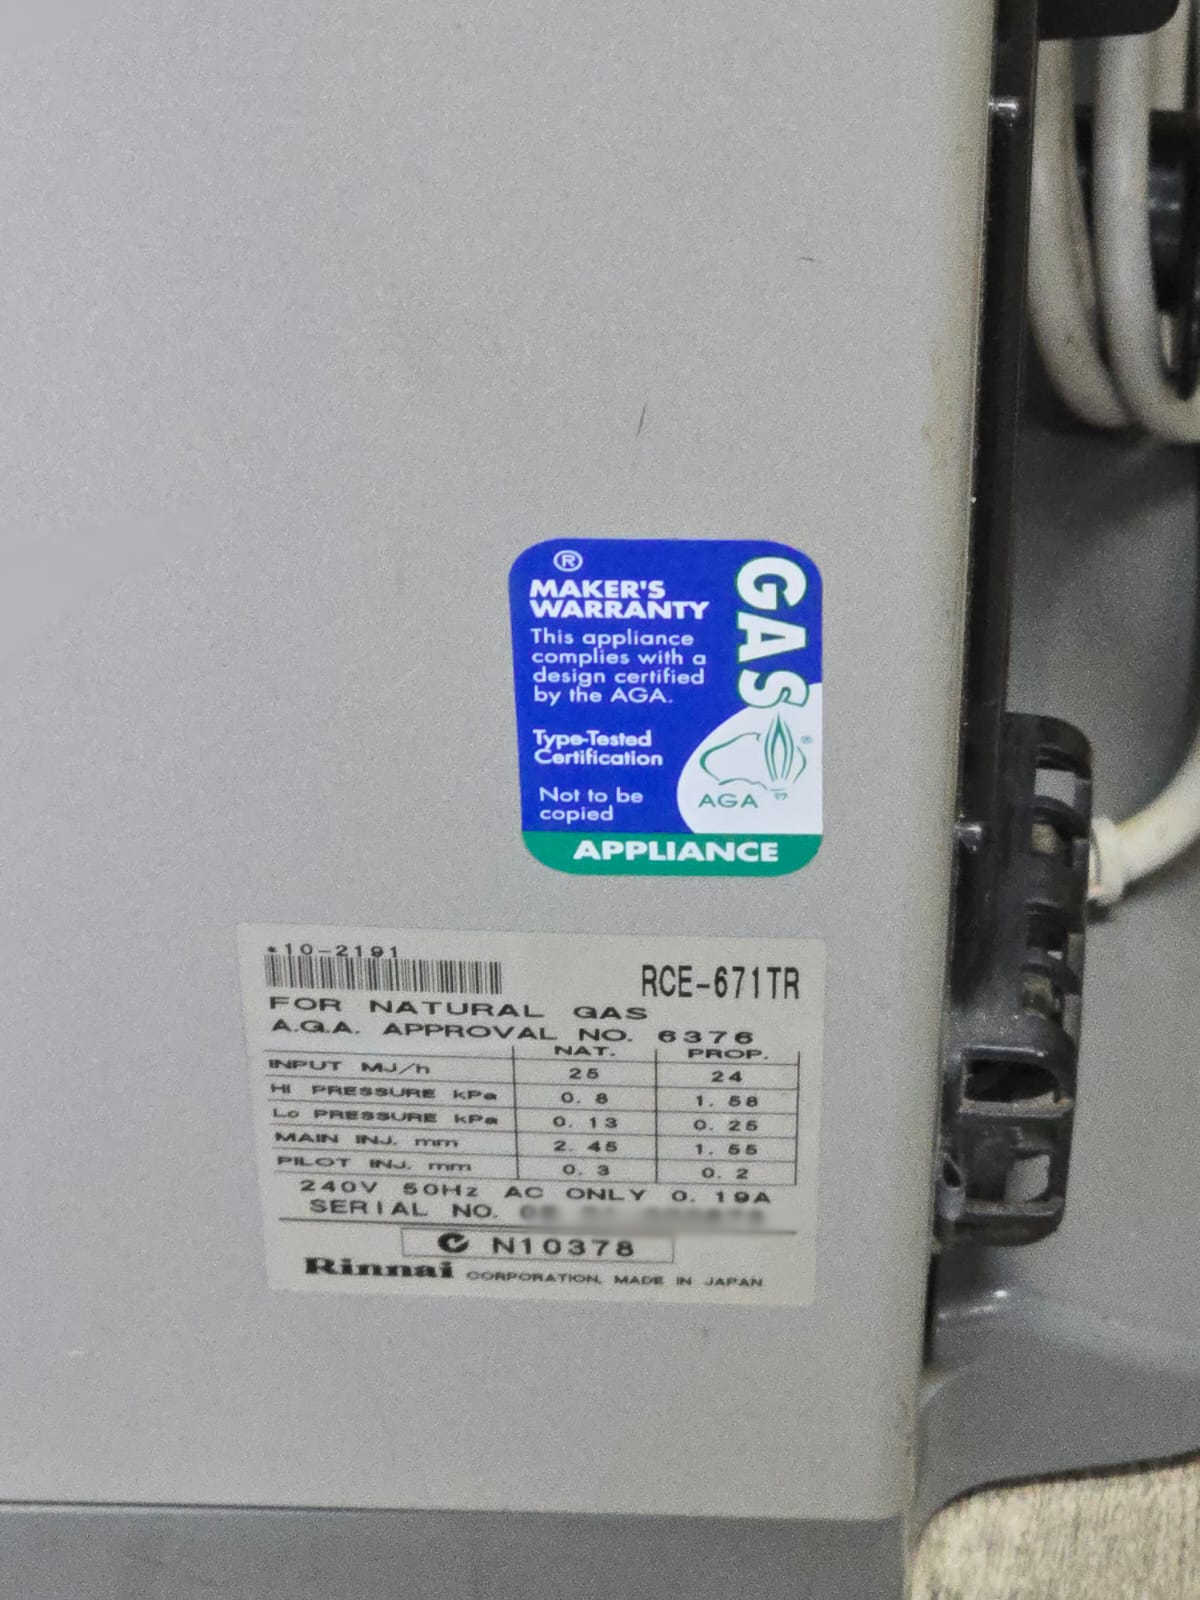 ®
MAKER'S
WARRANTY
This appliance
complies with a
design certified
by the AGA.
Type-Tested
Certification
Not to be
copied
GAS
AGA ®
APPLIANCE
*10-2191
RCE-671TR
FOR NATURAL GAS
A.G.A. APPROVAL NO. 6376
NAT. PROP.
INPUT MJ/h 25 24
Hi PRESSURE kPa 0.8 1.58
Lo PRESSURE kPa 0.13 0.25
MAIN INJ. mm 2.45 1.55
PILOT INJ. mm 0.3 0.2
240V 50Hz AC ONLY 0.19A
SERIAL NO.
N10378
Rinnai CORPORATION, MADE IN JAPAN